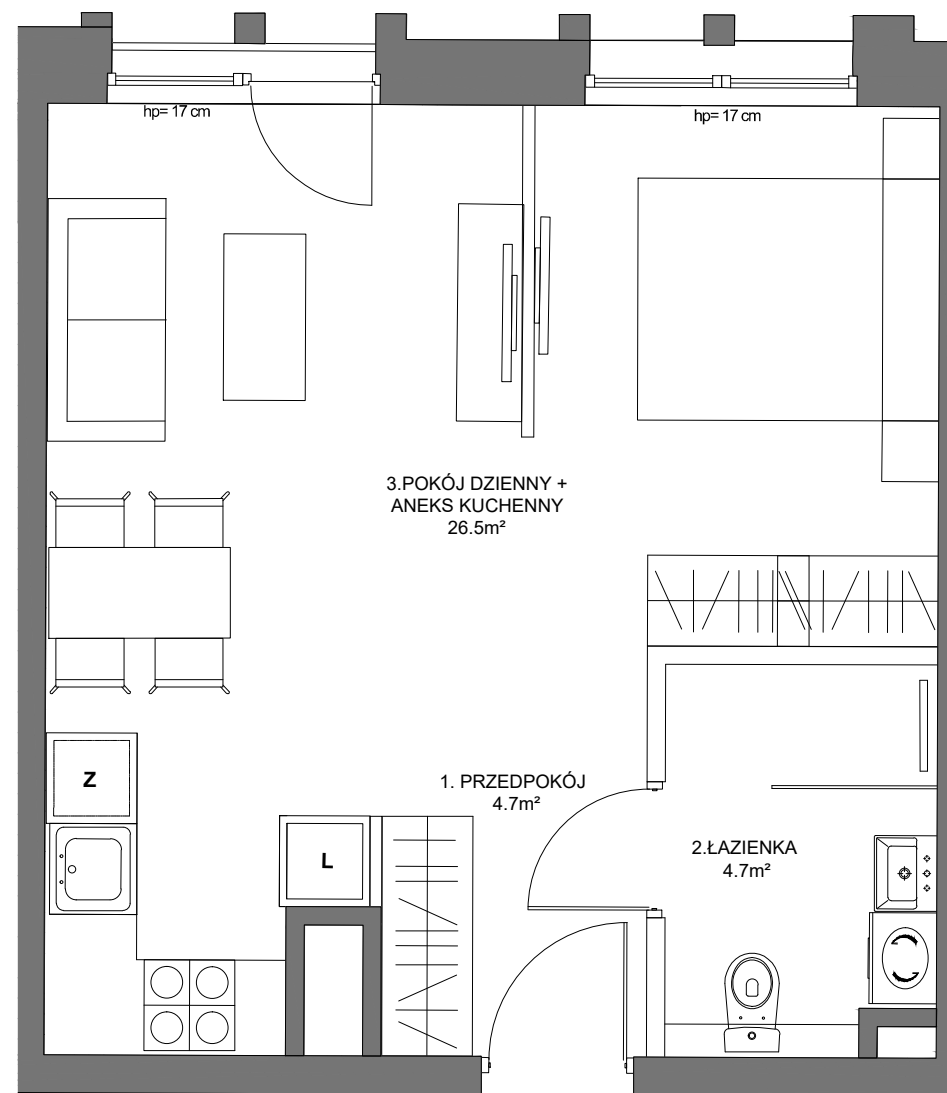 hp= 17 cm
hp= 17 cm
3.POKÓJ DZIENNY +
ANEKS KUCHENNY
26.5m²
Z
1. PRZEDPOKÓJ
4.7m²
L
2.ŁAZIENKA
4.7m²